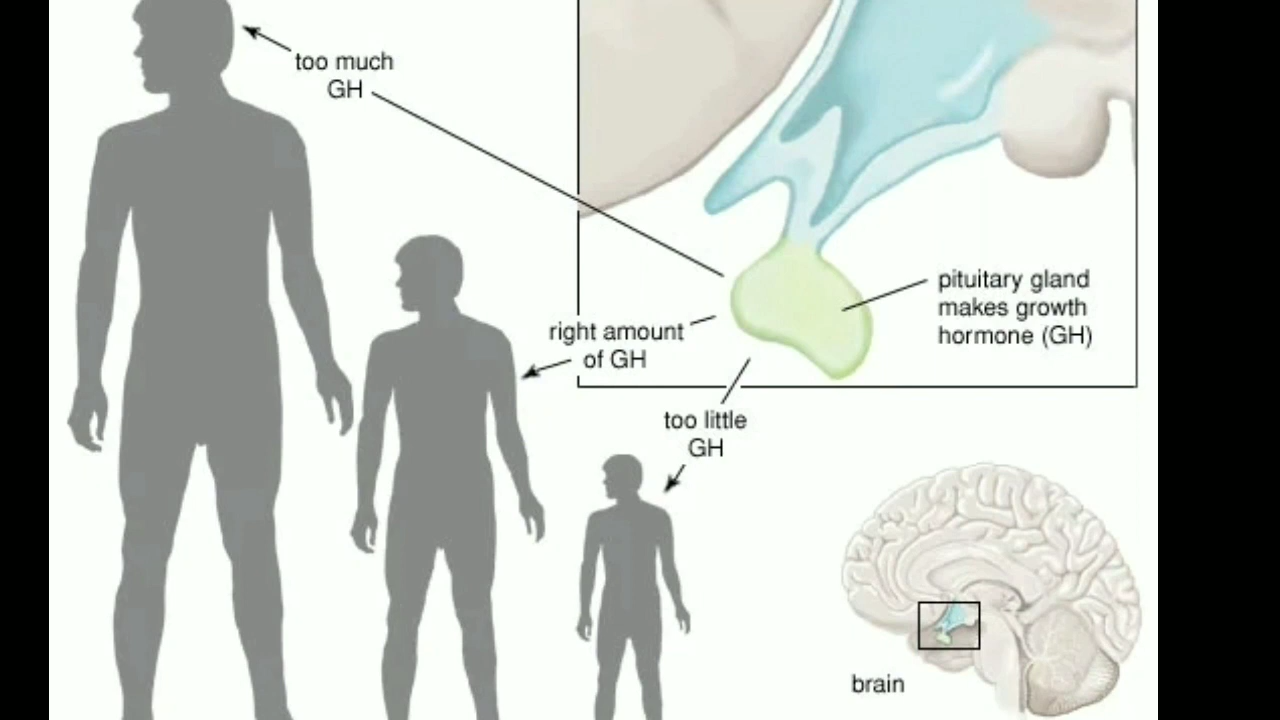 too much
GH
right amount
of GH
too little
GH
pituitary gland
makes growth
hormone (GH)
brain